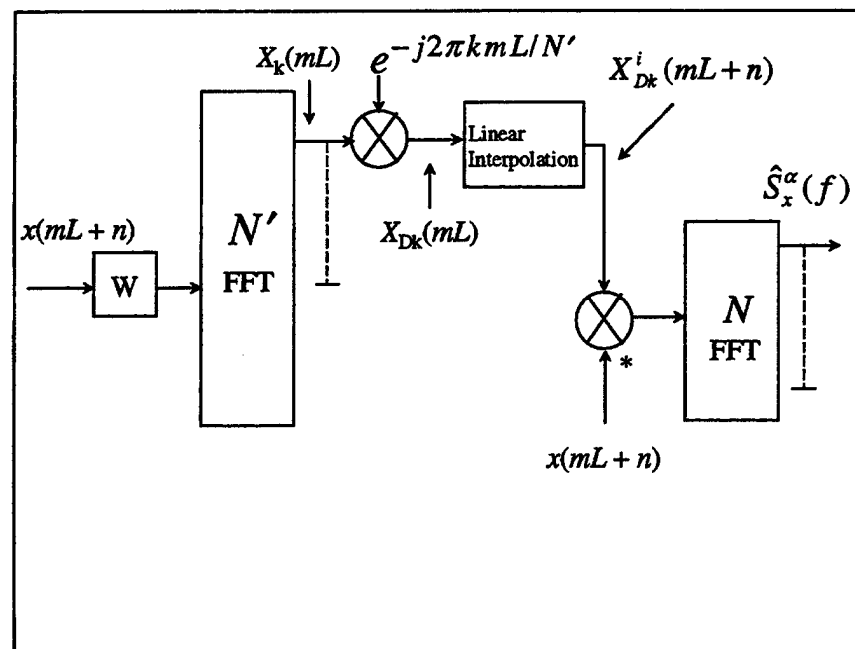 X_k(mL)
e^{-j2πkmL/N′}
X^i_{Dk}(mL+n)
Linear
Interpolation
Ŝ^α_x(f)
X_{Dk}(mL)
x(mL+n)
W
N′
FFT
N
FFT
*
x(mL+n)